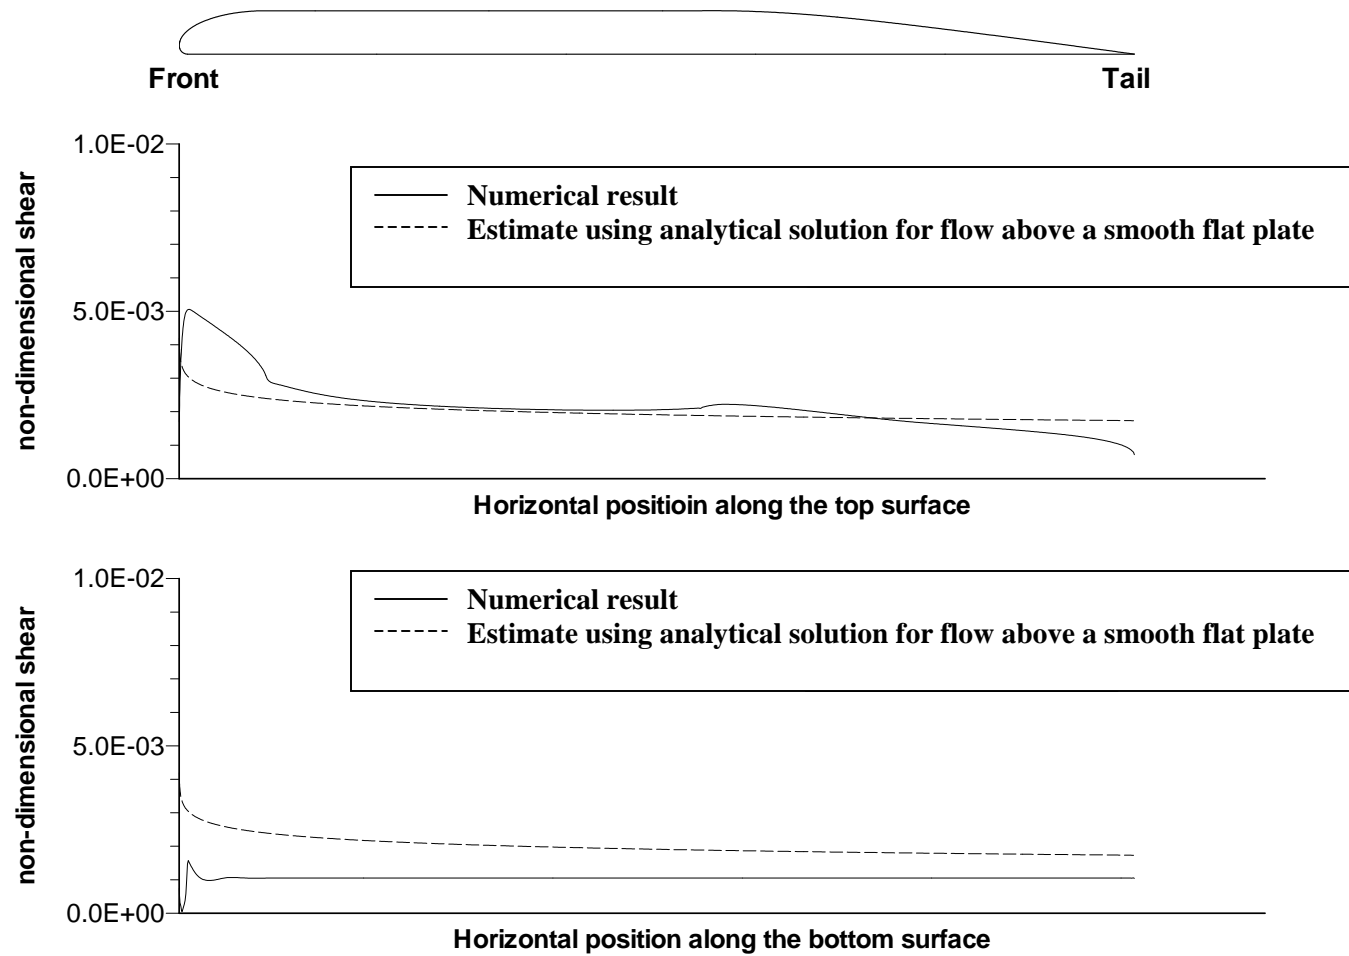 Front
Tail
1.0E-02
5.0E-03
0.0E+00
non-dimensional shear
Numerical result
Estimate using analytical solution for flow above a smooth flat plate
Horizontal positioin along the top surface
1.0E-02
5.0E-03
0.0E+00
non-dimensional shear
Numerical result
Estimate using analytical solution for flow above a smooth flat plate
Horizontal position along the bottom surface